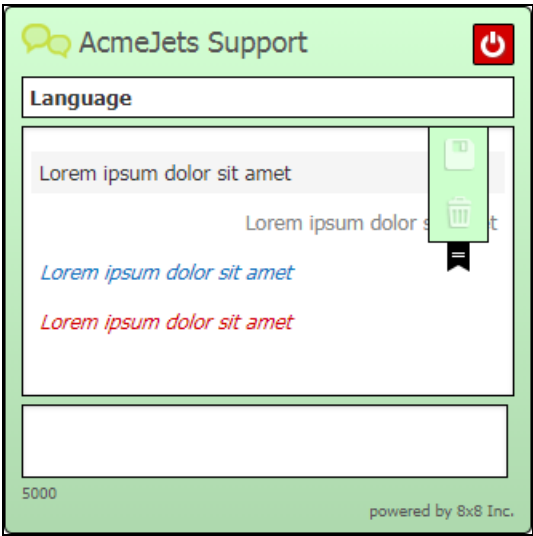 AcmeJets Support
Language
Lorem ipsum dolor sit amet
Lorem ipsum dolor s t
Lorem ipsum dolor sit amet
Lorem ipsum dolor sit amet
5000
powered by 8x8 Inc.